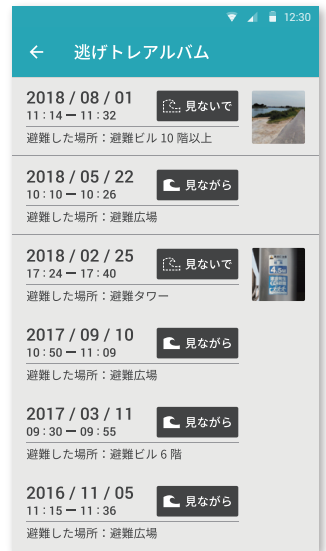 12:30
逃げトレアルバム
2018 / 08 / 01
11 : 14 ー 11 : 32
見ないで
避難した場所：避難ビル 10 階以上
2018 / 05 / 22
10 : 10 ー 10 : 26
見ながら
避難した場所：避難広場
2018 / 02 / 25
17 : 24 ー 17 : 40
見ないで
避難した場所：避難タワー
2017 / 09 / 10
10 : 50 ー 11 : 09
見ながら
避難した場所：避難広場
2017 / 03 / 11
09 : 30 ー 09 : 55
見ながら
避難した場所：避難ビル 6 階
2016 / 11 / 05
11 : 15 ー 11 : 36
見ながら
避難した場所：避難広場